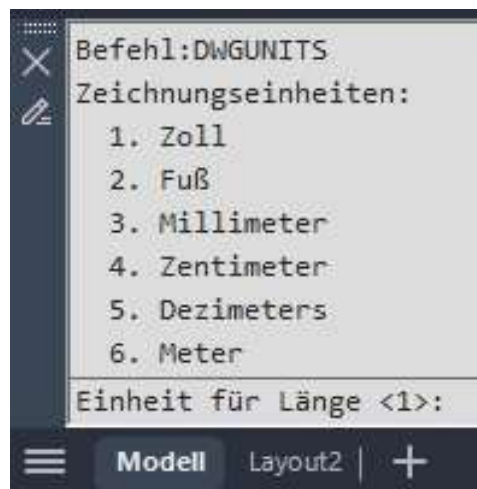 Befehl:DWGUNITS
Zeichnungseinheiten:
1. Zoll
2. Fuß
3. Millimeter
4. Zentimeter
5. Dezimeters
6. Meter
Einheit für Länge <1>:
Modell Layout2